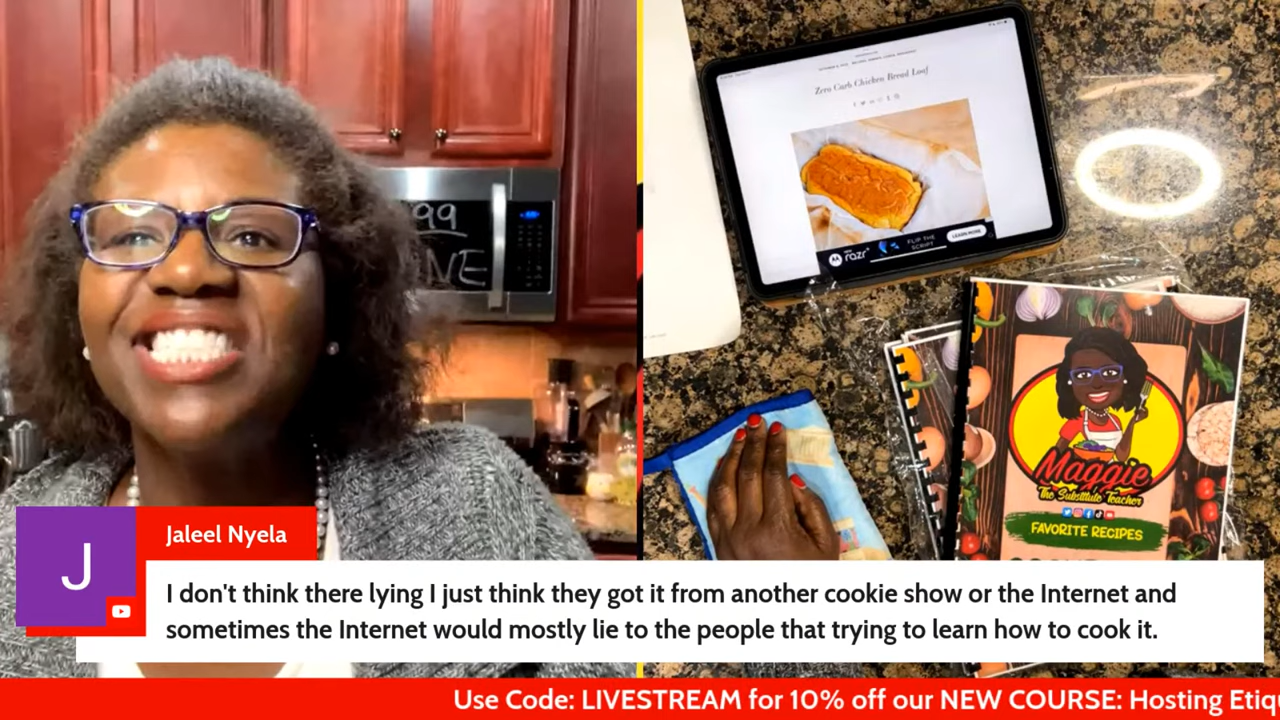 99
NE
Zero Carb Chicken Bread Loaf
razr
FLIP THE
SCRIPT
LEARN MORE
Maggie
The Substitute Teacher
FAVORITE RECIPES
J
Jaleel Nyela
I don't think there lying I just think they got it from another cookie show or the Internet and
sometimes the Internet would mostly lie to the people that trying to learn how to cook it.
Use Code: LIVESTREAM for 10% off our NEW COURSE: Hosting Etiq